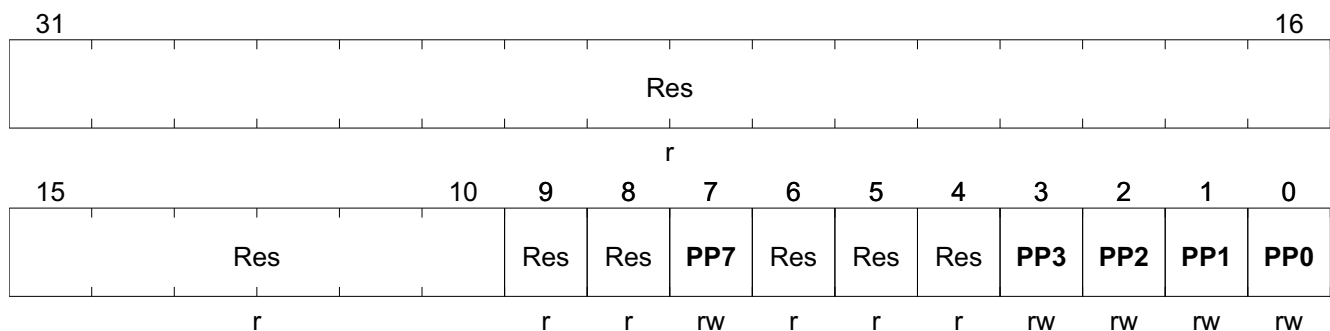 31 16
Res
r
15 10 9 8 7 6 5 4 3 2 1 0
Res Res Res PP7 Res Res Res PP3 PP2 PP1 PP0
r r r rw r r r rw rw rw rw